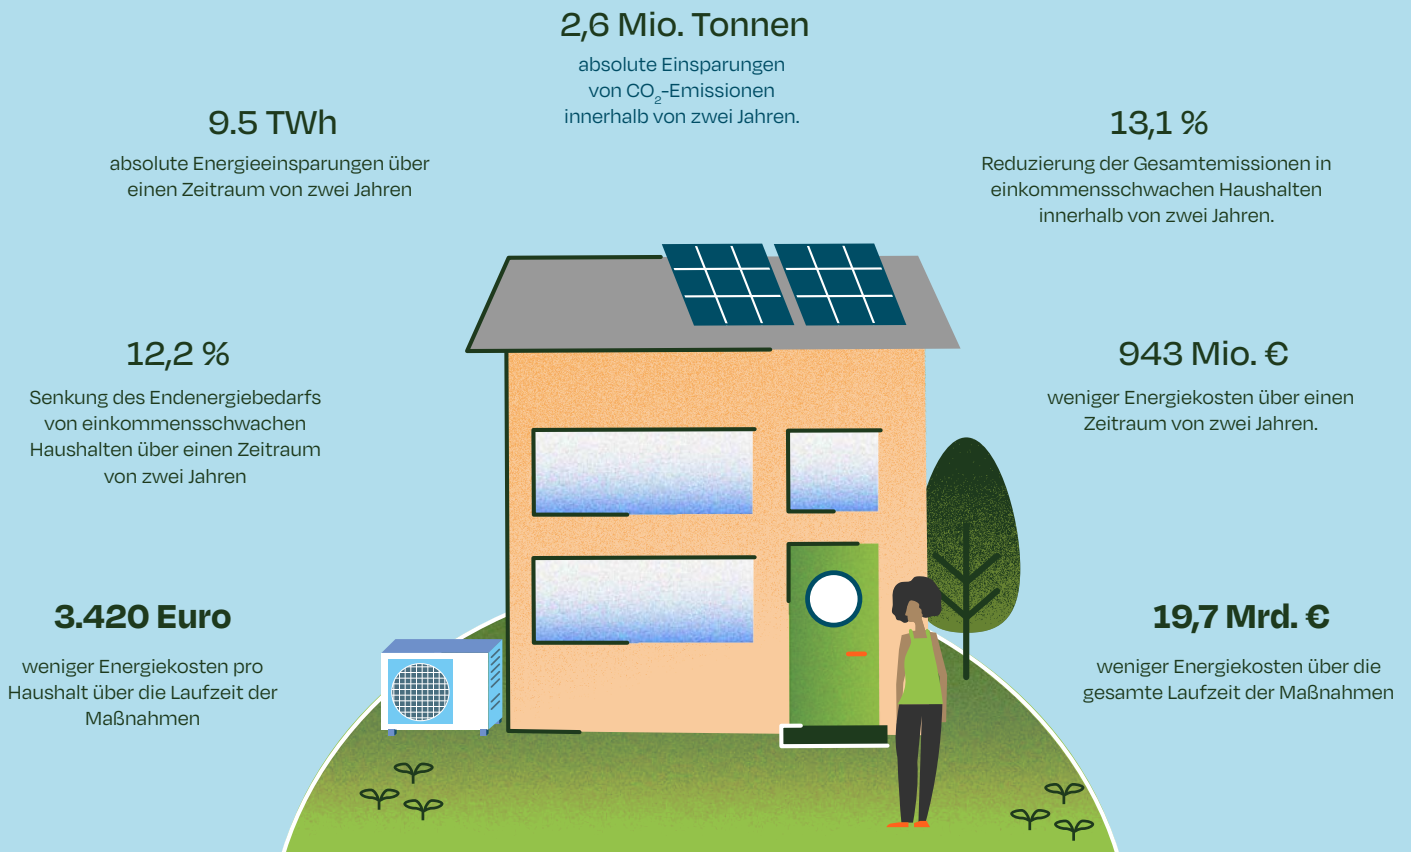 2,6 Mio. Tonnen
absolute Einsparungen
von CO₂-Emissionen
innerhalb von zwei Jahren.
9.5 TWh
absolute Energieeinsparungen über
einen Zeitraum von zwei Jahren
13,1 %
Reduzierung der Gesamtemissionen in
einkommensschwachen Haushalten
innerhalb von zwei Jahren.
12,2 %
Senkung des Endenergiebedarfs
von einkommensschwachen
Haushalten über einen Zeitraum
von zwei Jahren
943 Mio. €
weniger Energiekosten über einen
Zeitraum von zwei Jahren.
3.420 Euro
weniger Energiekosten pro
Haushalt über die Laufzeit der
Maßnahmen
19,7 Mrd. €
weniger Energiekosten über die
gesamte Laufzeit der Maßnahmen